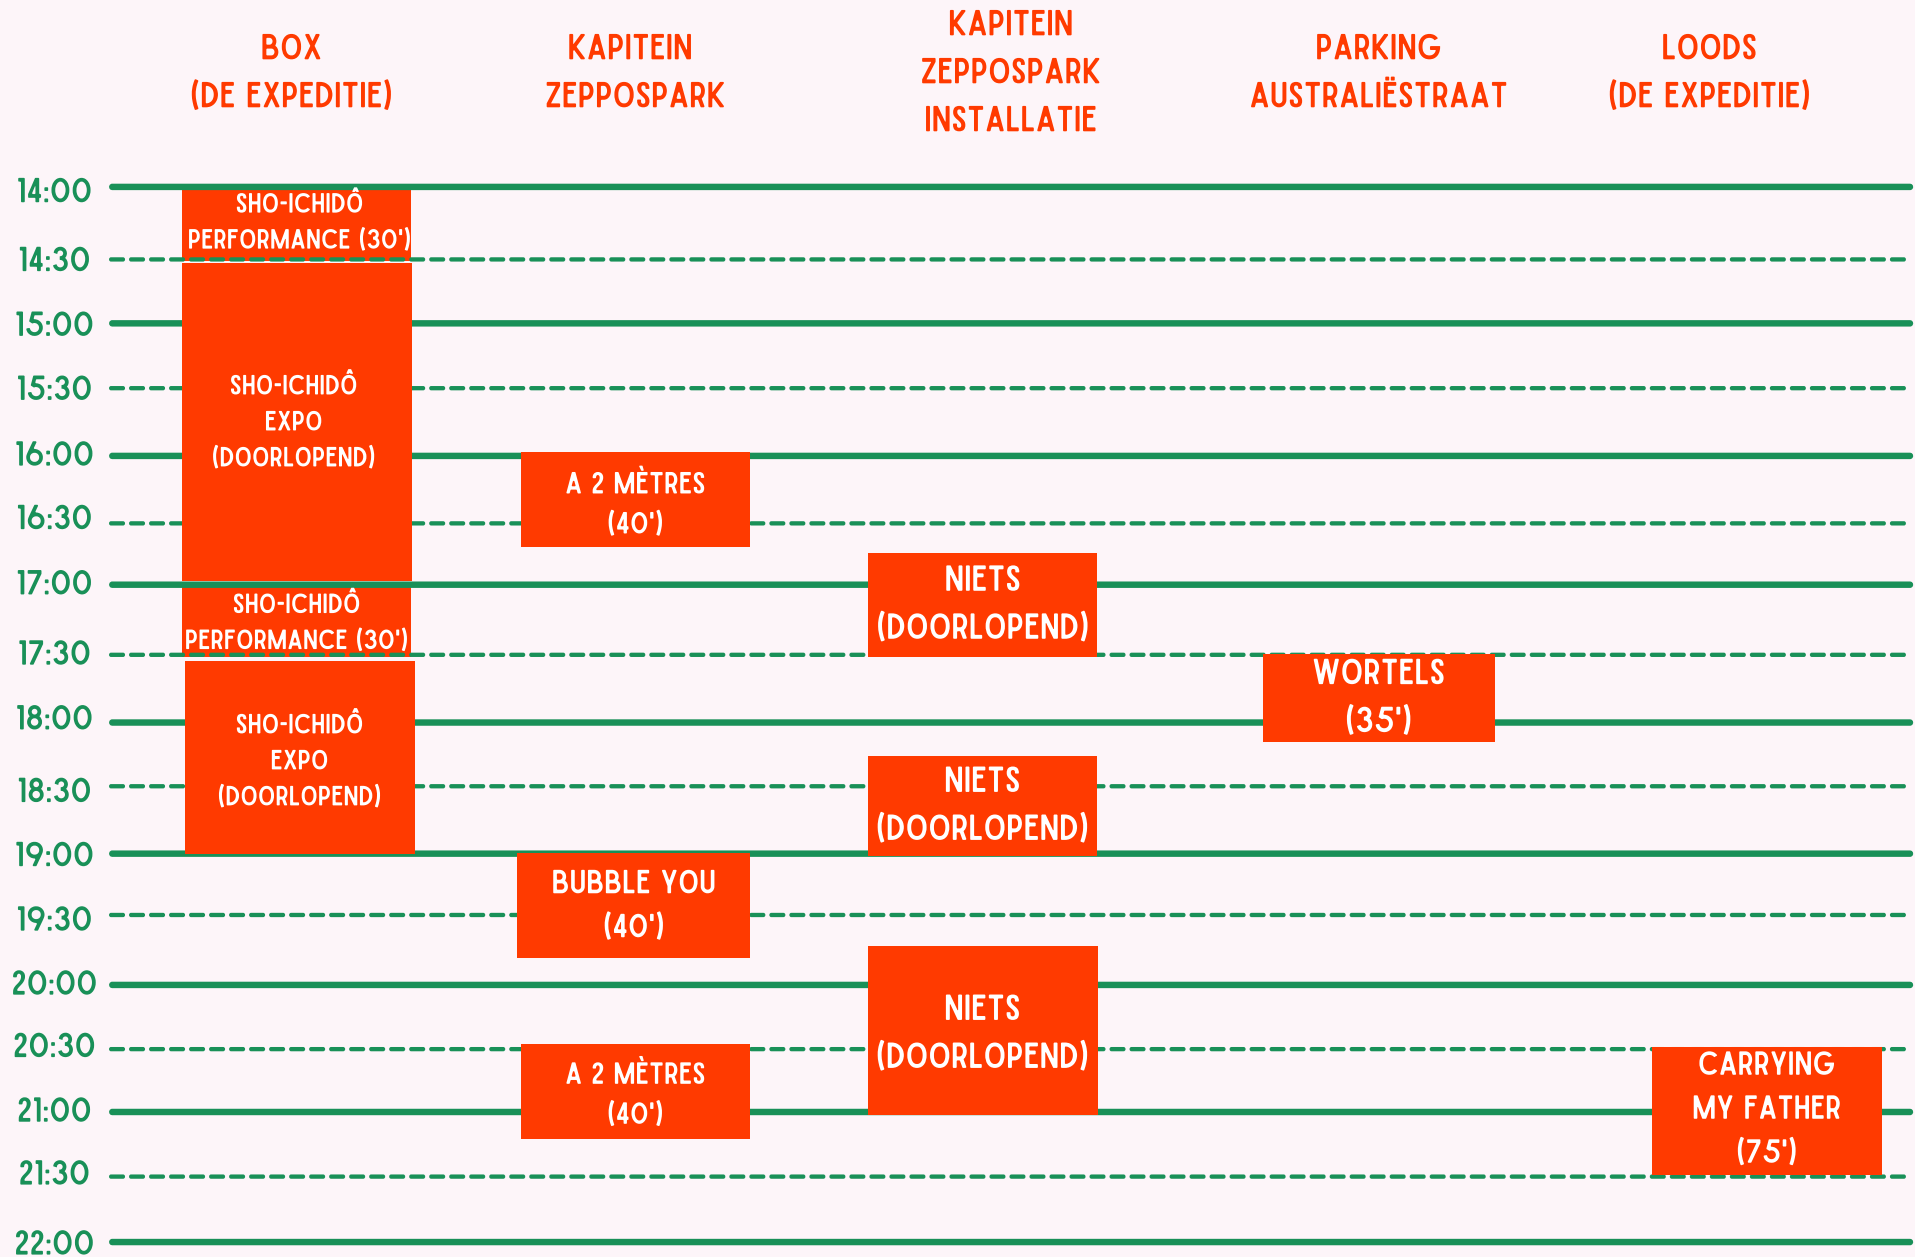 BOX
(DE EXPEDITIE)
KAPITEIN
ZEPPOSPARK
KAPITEIN
ZEPPOSPARK
INSTALLATIE
PARKING
AUSTRALIËSTRAAT
LOODS
(DE EXPEDITIE)
14:00
SHO-ICHIDÔ
PERFORMANCE (30')
14:30
15:00
15:30
SHO-ICHIDÔ
EXPO
(DOORLOPEND)
16:00
A 2 MÈTRES
(40')
16:30
17:00
NIETS
(DOORLOPEND)
SHO-ICHIDÔ
PERFORMANCE (30')
17:30
WORTELS
(35')
18:00
SHO-ICHIDÔ
EXPO
(DOORLOPEND)
18:30
NIETS
(DOORLOPEND)
19:00
BUBBLE YOU
(40')
19:30
20:00
NIETS
(DOORLOPEND)
20:30
A 2 MÈTRES
(40')
CARRYING
MY FATHER
(75')
21:00
21:30
22:00